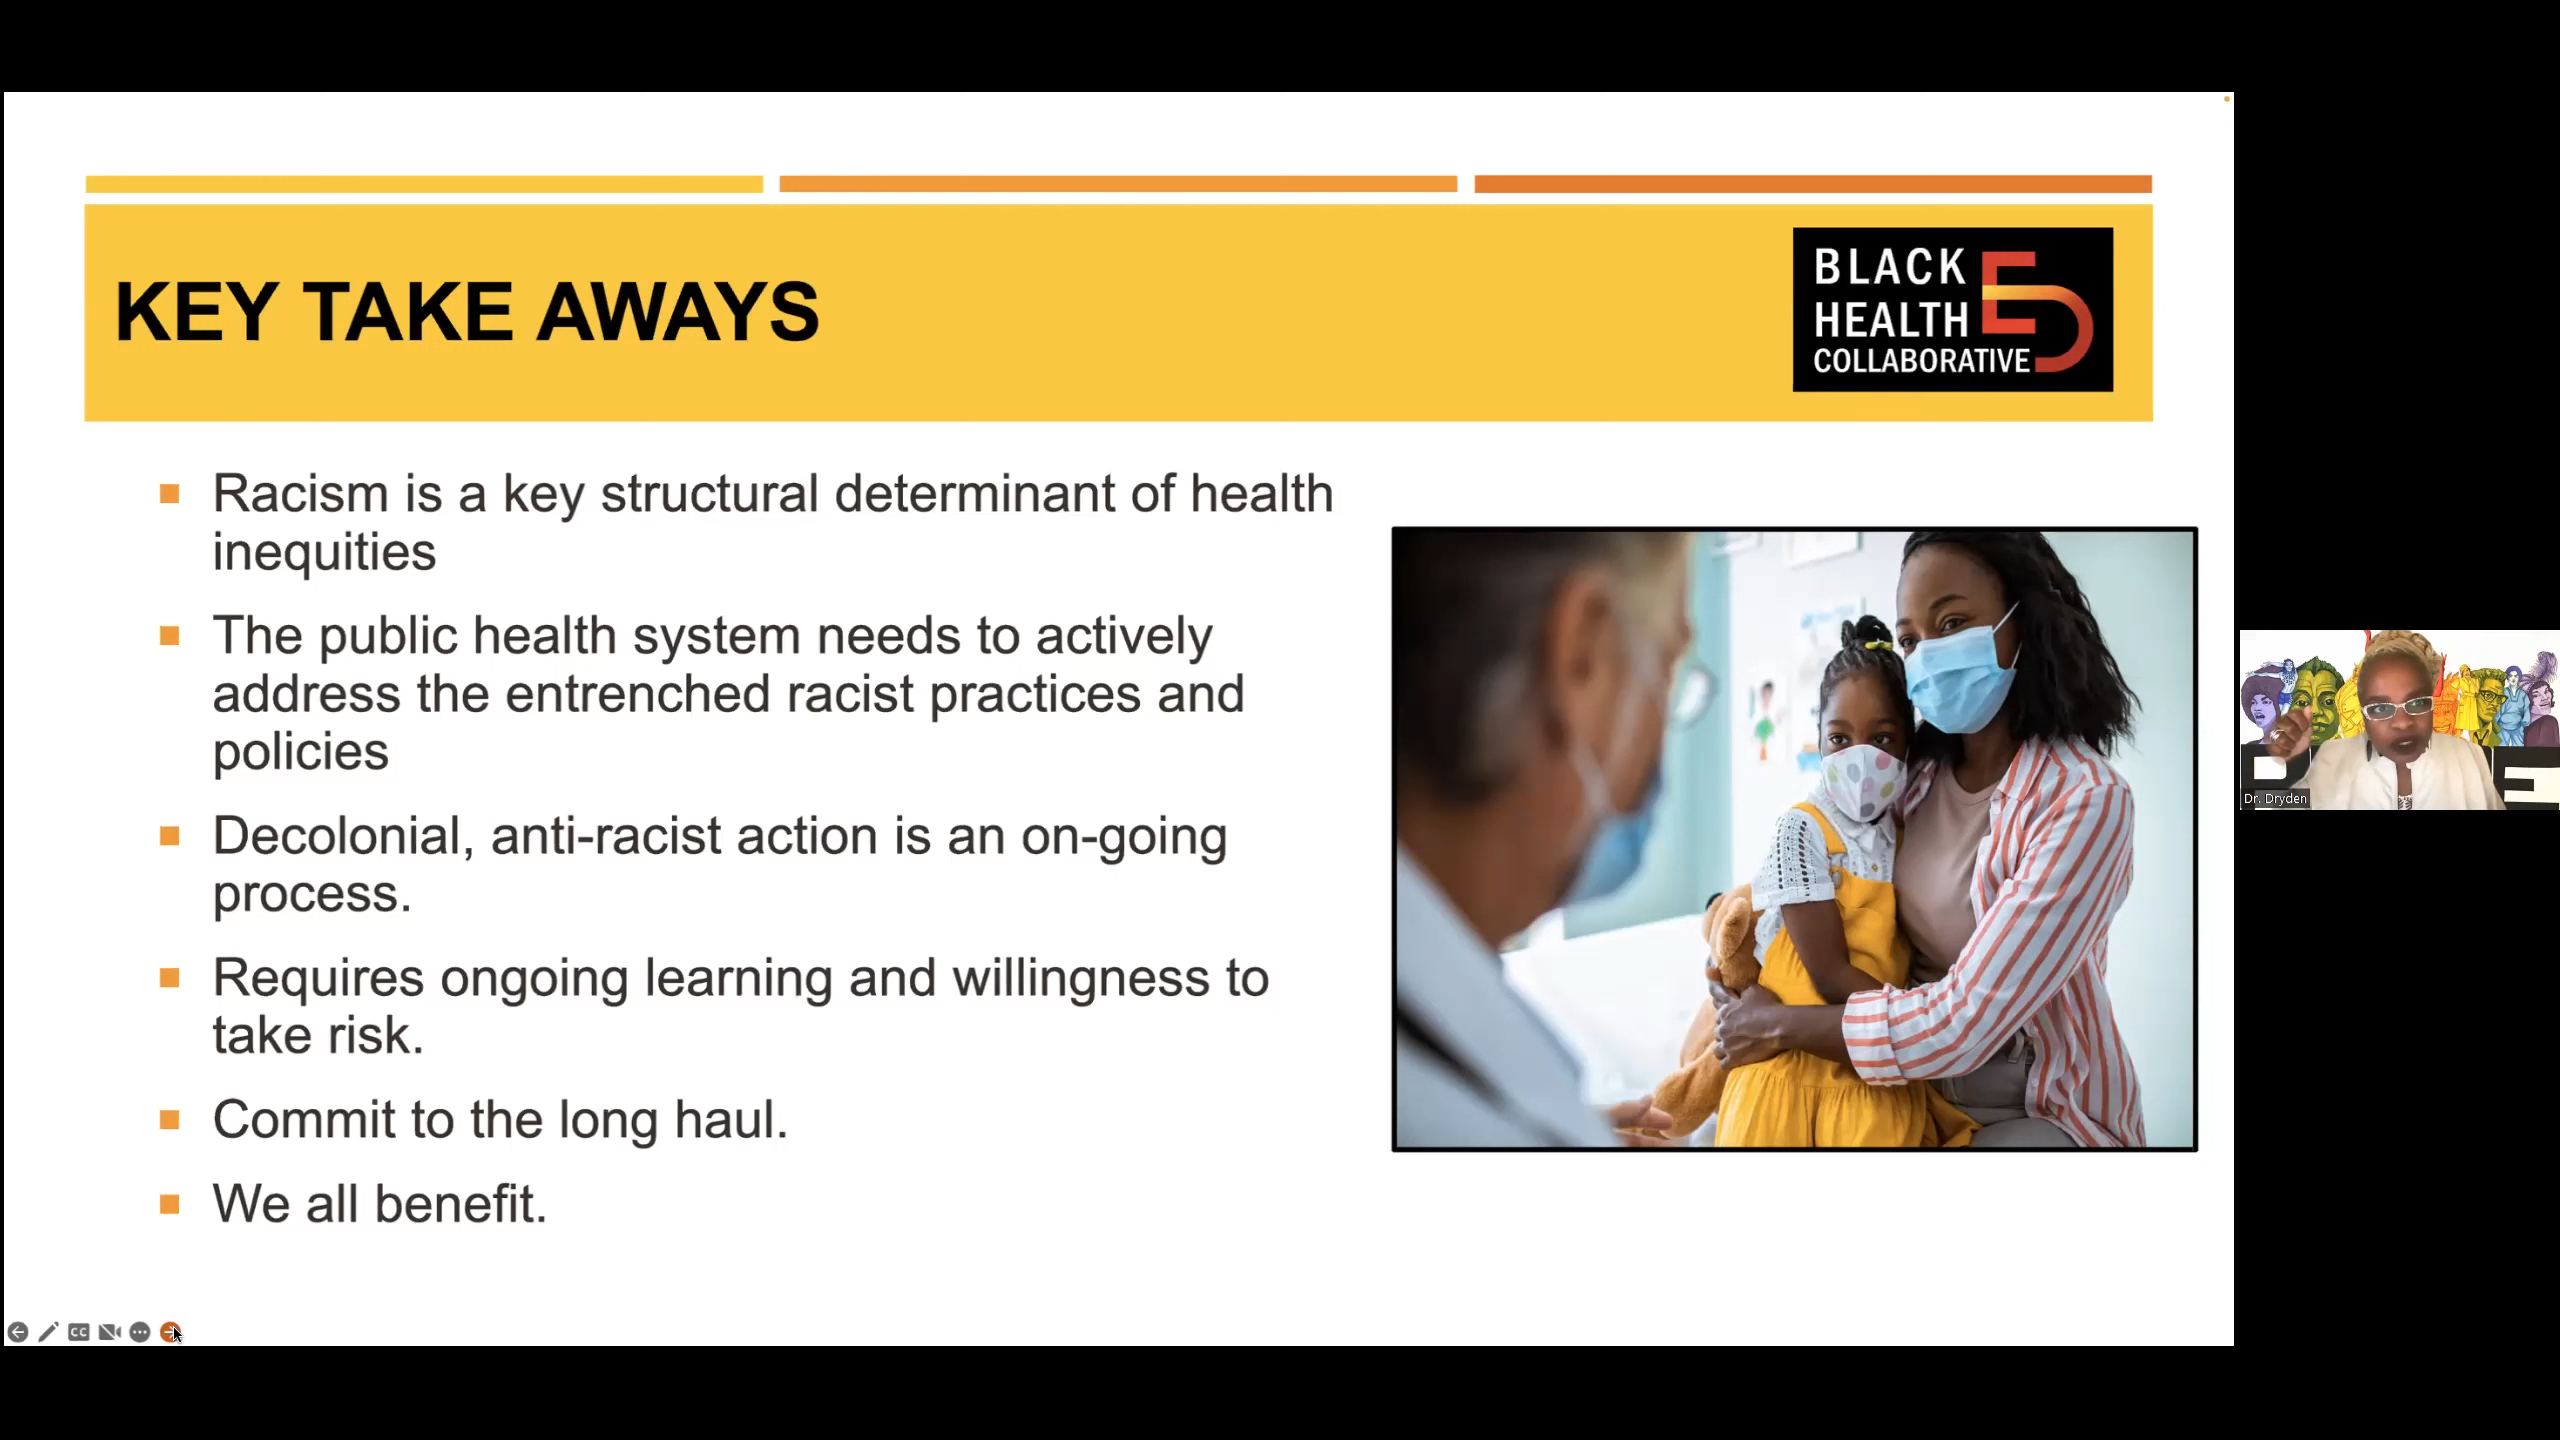 KEY TAKE AWAYS
BLACK
HEALTH
COLLABORATIVE
Racism is a key structural determinant of health
inequities
The public health system needs to actively
address the entrenched racist practices and
policies
Decolonial, anti-racist action is an on-going
process.
Requires ongoing learning and willingness to
take risk.
Commit to the long haul.
We all benefit.
Dr. Dryden
CC